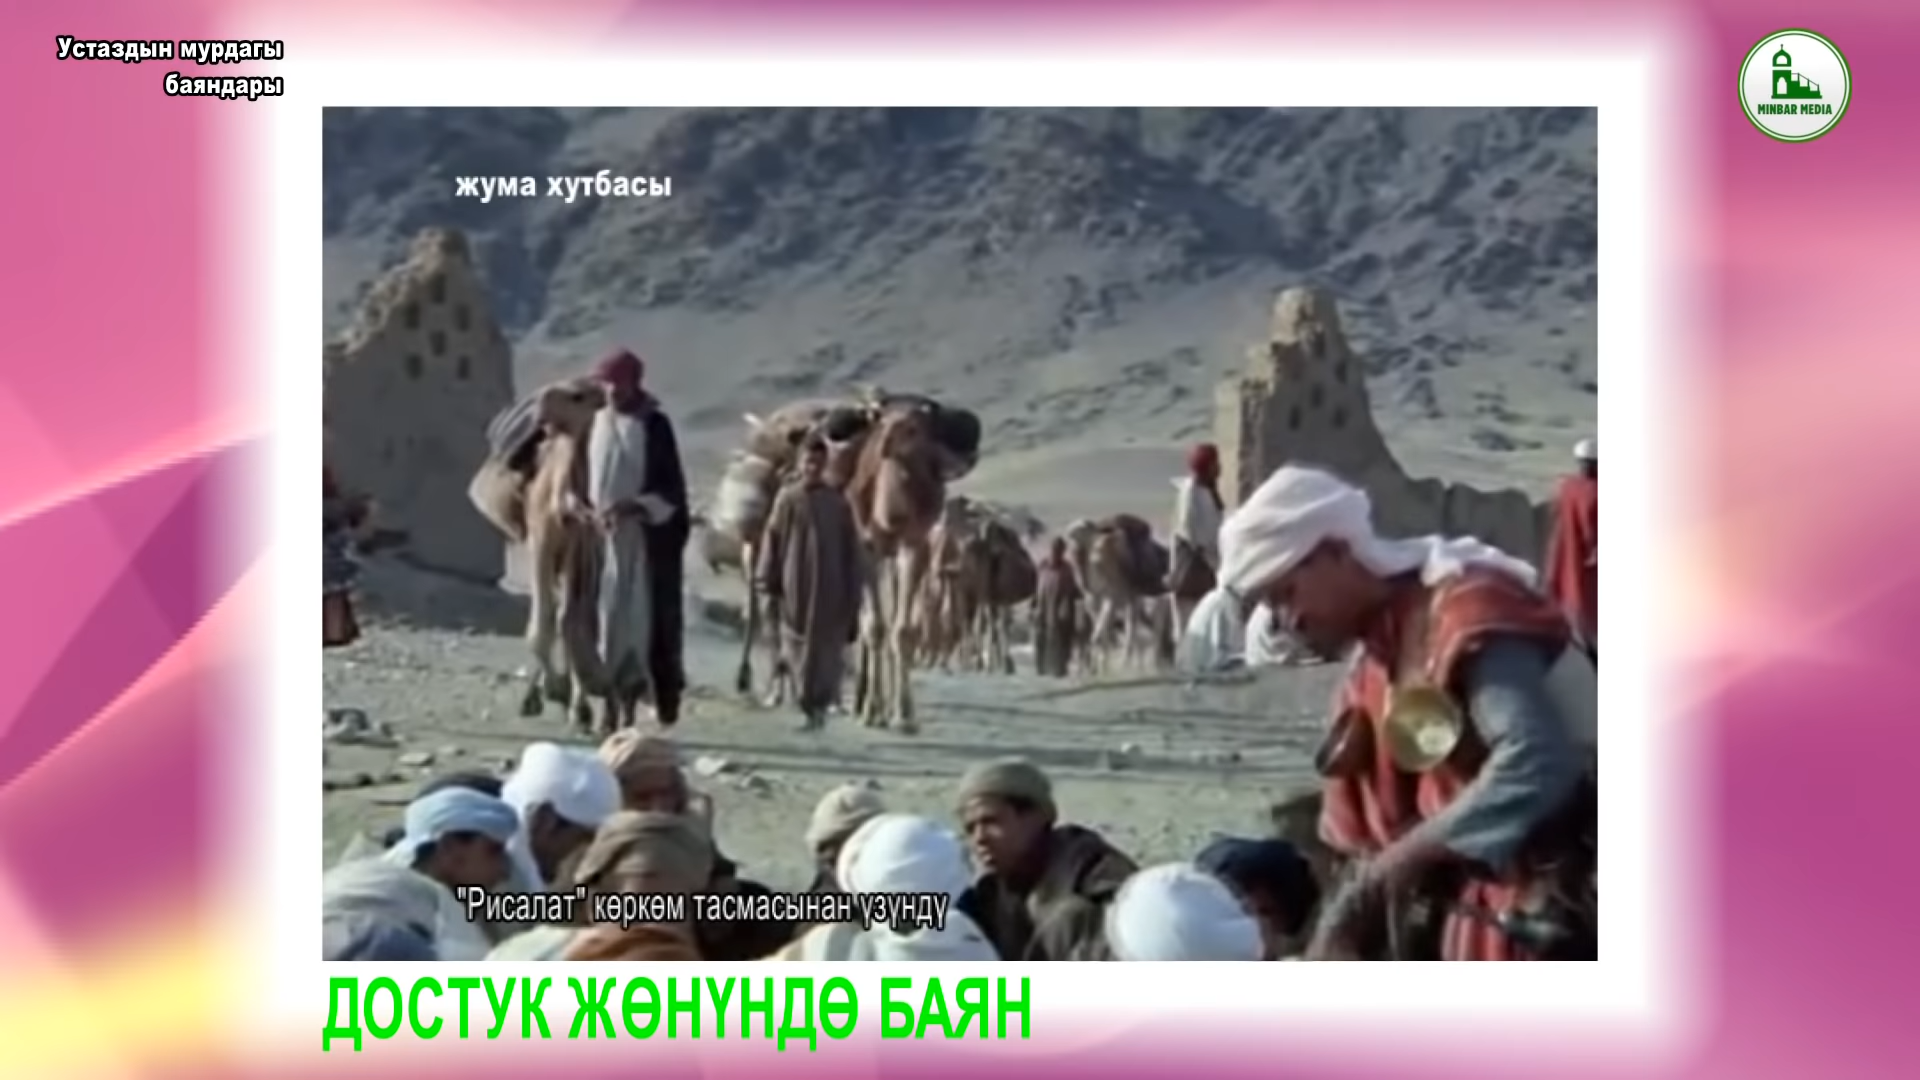 Устаздын мурдагы
баяндары
MINBAR MEDIA
жума хутбасы
"Рисалат" көркөм тасмасынан үзүндү
ДОСТУК ЖӨНҮНДӨ БАЯН